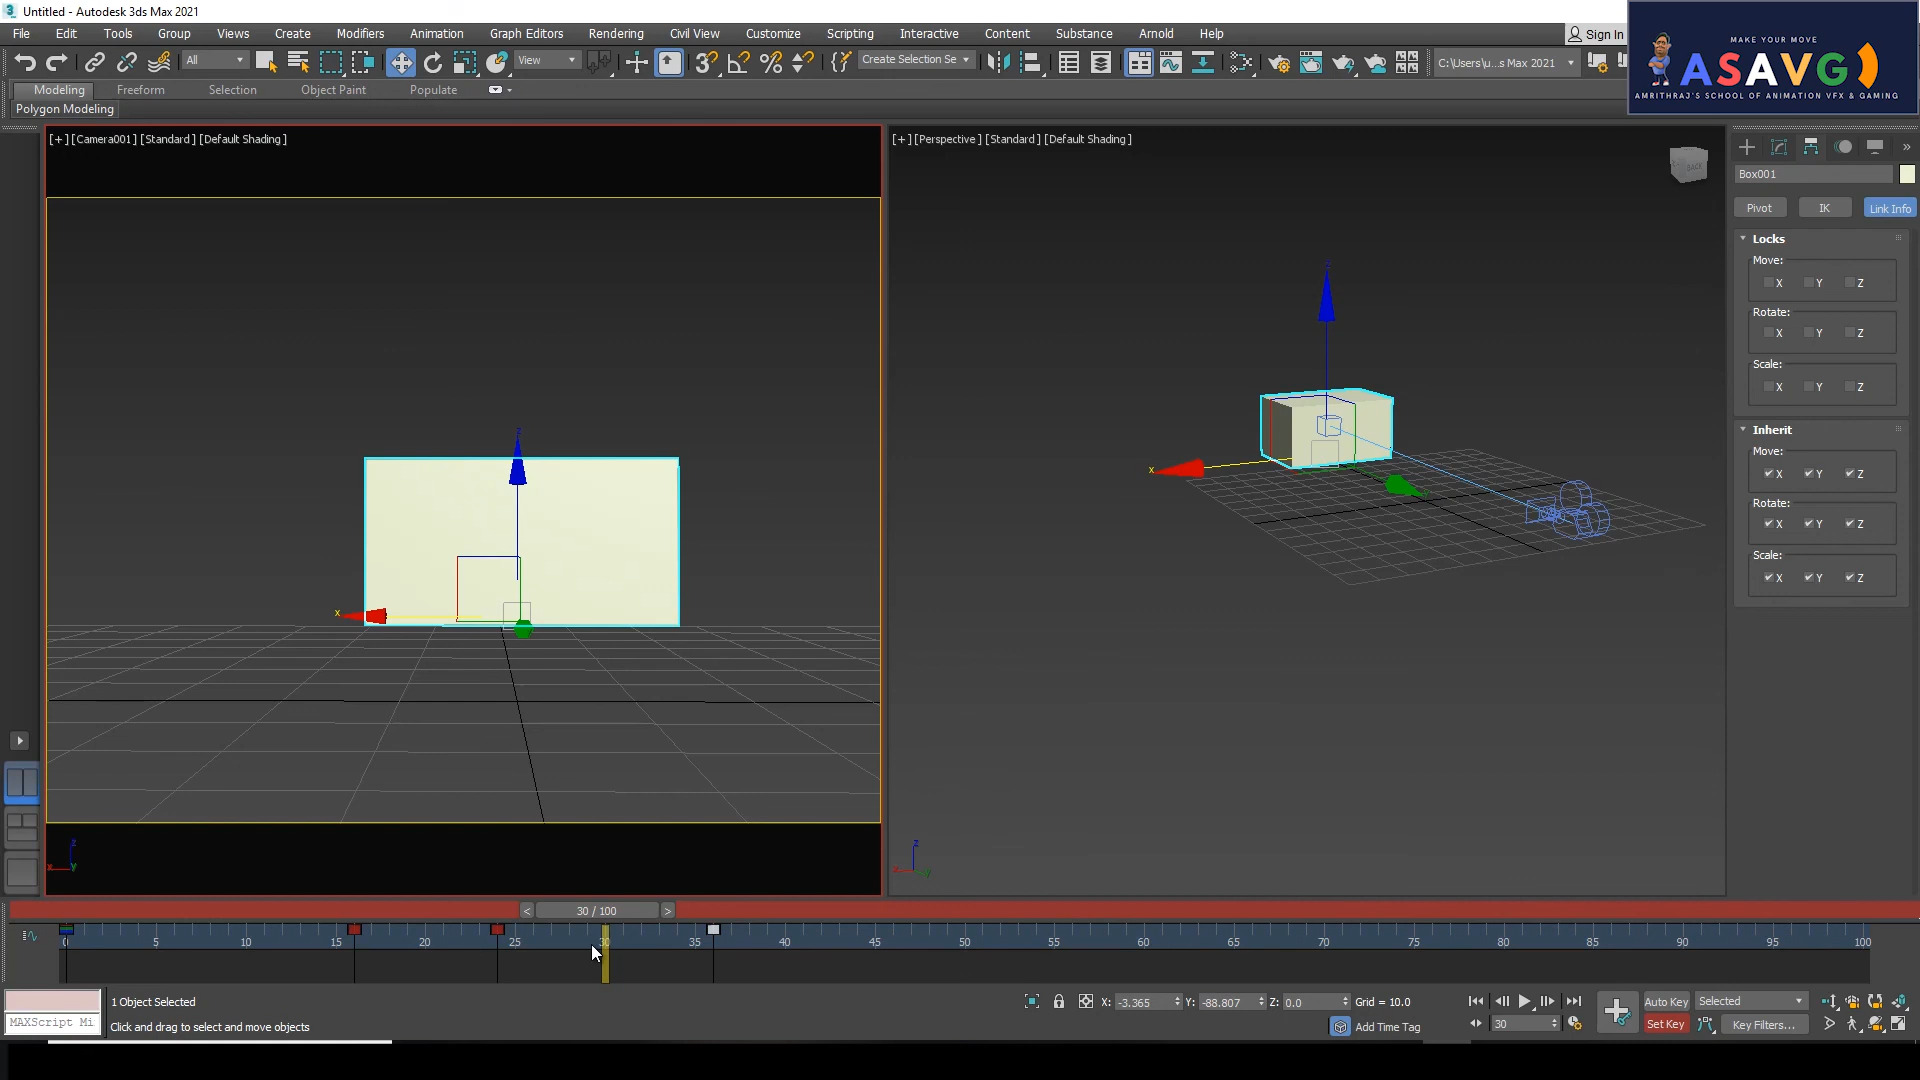 Untitled - Autodesk 3ds Max 2021
File Edit Tools Group Views Create Modifiers Animation Graph Editors Rendering Civil View Customize Scripting Interactive Content Substance Arnold Help
Sign In
MAKE YOUR MOVE
ASAVG
AMRITHRAJ'S SCHOOL OF ANIMATION VFX & GAMING
All View Create Selection Se C:\Users\u...s Max 2021
Modeling Freeform Selection Object Paint Populate
Polygon Modeling
[+] [Camera001] [Standard] [Default Shading]
[+] [Perspective] [Standard] [Default Shading]
BACK
Box001
Pivot IK Link Info
Locks
Move:
X Y Z
Rotate:
X Y Z
Scale:
X Y Z
Inherit
Move:
X Y Z
Rotate:
X Y Z
Scale:
X Y Z
z
x
z
x
z
x y
z
x y
< 30 / 100 >
0 5 10 15 20 25 30 35 40 45 50 55 60 65 70 75 80 85 90 95 100
1 Object Selected
X: -3.365 Y: -88.807 Z: 0.0 Grid = 10.0
Auto Key Selected
MAXScript Mi
Click and drag to select and move objects
Add Time Tag
30
Set Key Key Filters...